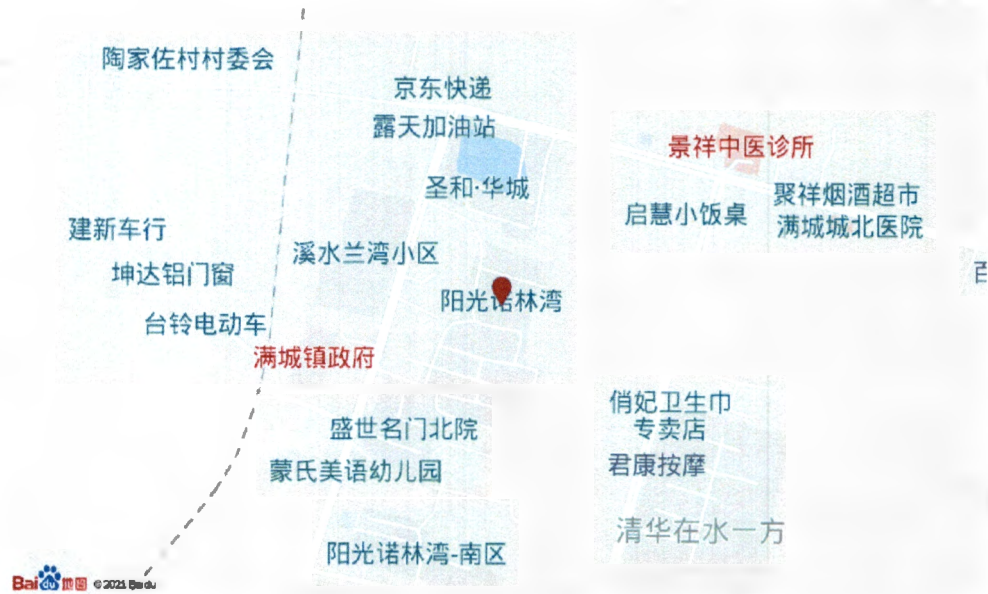 陶家佐村村委会
京东快递
露天加油站
景祥中医诊所
圣和·华城
聚祥烟酒超市
启慧小饭桌
满城城北医院
建新车行
溪水兰湾小区
坤达铝门窗
百
阳光诺林湾
台铃电动车
满城镇政府
俏妃卫生巾
专卖店
盛世名门北院
君康按摩
蒙氏美语幼儿园
清华在水一方
阳光诺林湾-南区
Bai du 地图 © 2021 Baidu